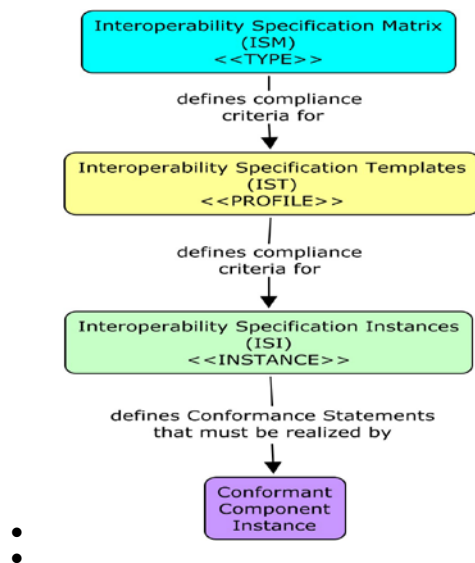 Interoperability Specification Matrix
(ISM)
<<TYPE>>
defines compliance
criteria for
Interoperability Specification Templates
(IST)
<<PROFILE>>
defines compliance
criteria for
Interoperability Specification Instances
(ISI)
<<INSTANCE>>
defines Conformance Statements
that must be realized by
Conformant
Component
Instance